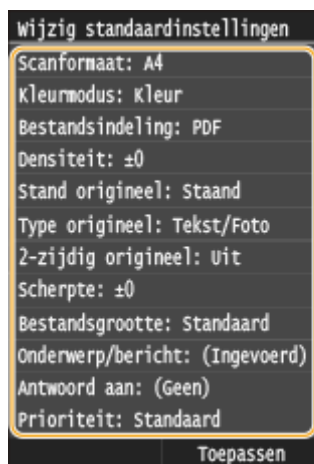 Wijzig standaardinstellingen
Scanformaat: A4
Kleurmodus: Kleur
Bestandsindeling: PDF
Densiteit: ±0
Stand origineel: Staand
Type origineel: Tekst/Foto
2-zijdig origineel: Uit
Scherpte: ±0
Bestandsgrootte: Standaard
Onderwerp/bericht: (Ingevoerd)
Antwoord aan: (Geen)
Prioriteit: Standaard
Toepassen